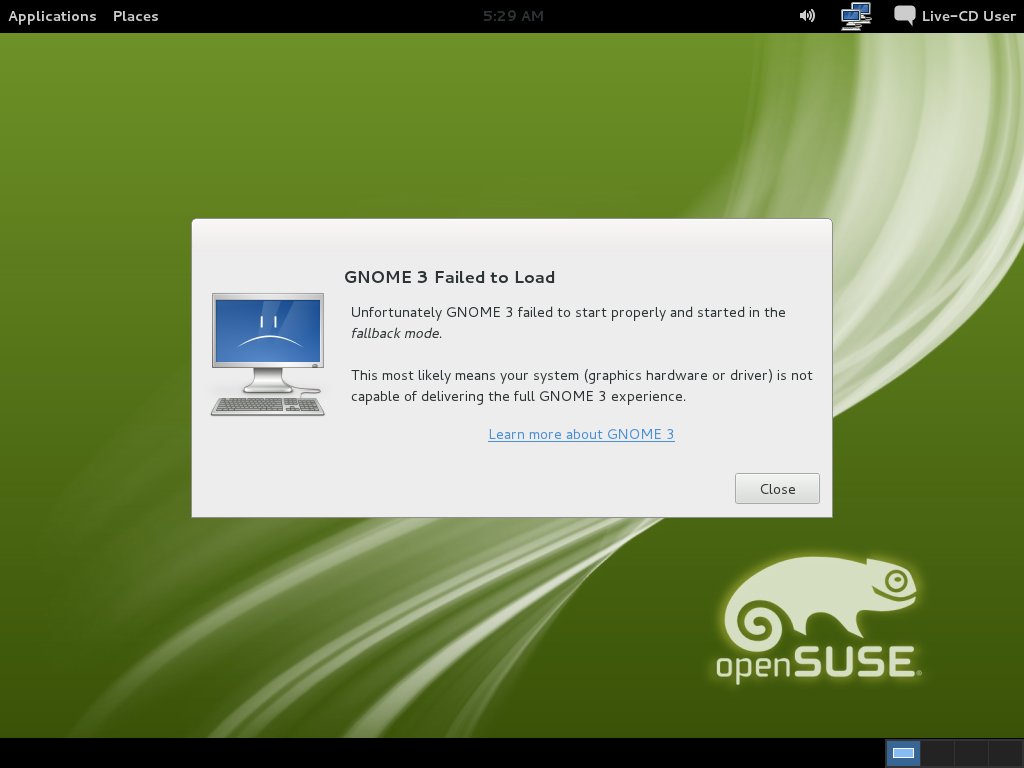 Applications Places 5:29 AM Live-CD User
GNOME 3 Failed to Load
Unfortunately GNOME 3 failed to start properly and started in the
fallback mode.
This most likely means your system (graphics hardware or driver) is not
capable of delivering the full GNOME 3 experience.
Learn more about GNOME 3
Close
openSUSE